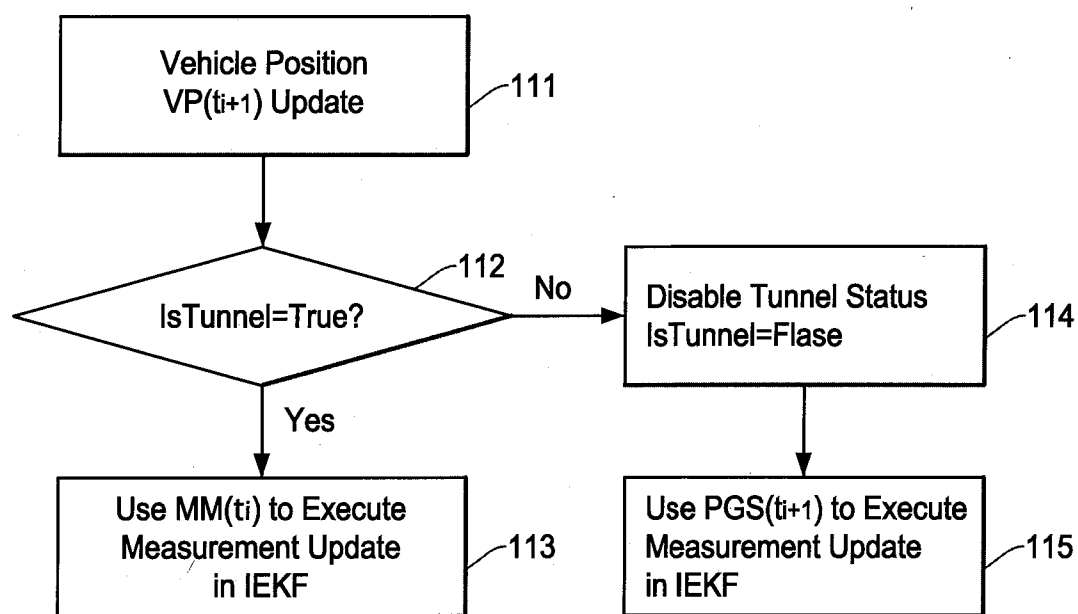 Vehicle Position
VP(ti+1) Update
111
112
IsTunnel=True?
No
Disable Tunnel Status
IsTunnel=Flase
114
Yes
Use MM(ti) to Execute
Measurement Update
in IEKF
113
Use PGS(ti+1) to Execute
Measurement Update
in IEKF
115